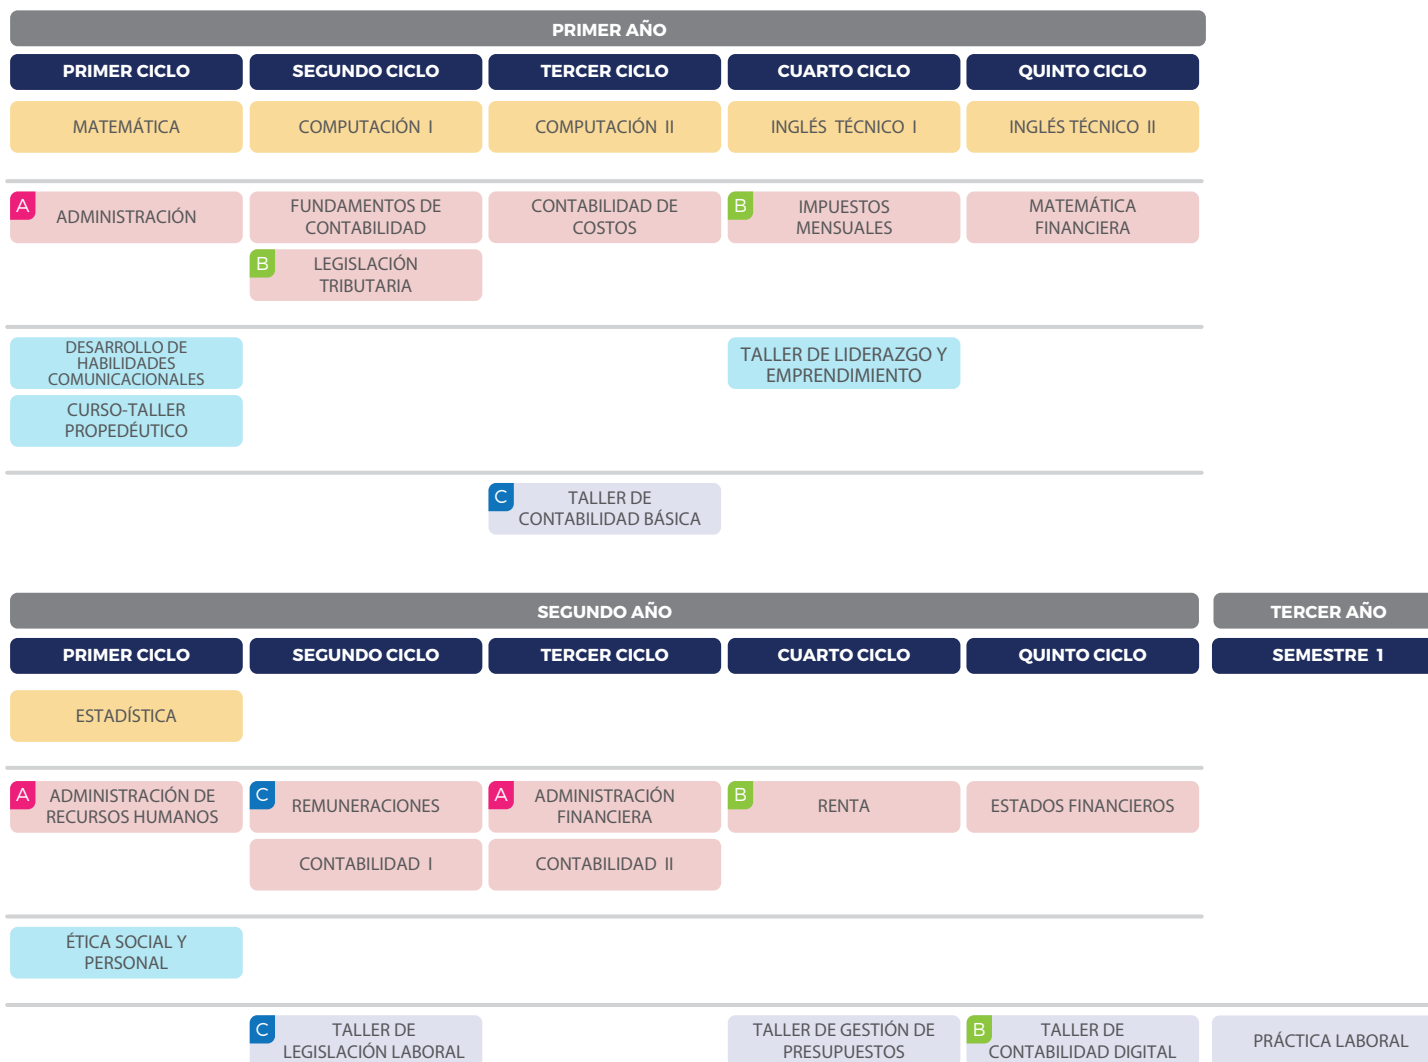 PRIMER AÑO
PRIMER CICLO
SEGUNDO CICLO
TERCER CICLO
CUARTO CICLO
QUINTO CICLO
MATEMÁTICA
COMPUTACIÓN I
COMPUTACIÓN II
INGLÉS TÉCNICO I
INGLÉS TÉCNICO II
A
ADMINISTRACIÓN
FUNDAMENTOS DE
CONTABILIDAD
CONTABILIDAD DE
COSTOS
B
IMPUESTOS
MENSUALES
MATEMÁTICA
FINANCIERA
B
LEGISLACIÓN
TRIBUTARIA
DESARROLLO DE
HABILIDADES
COMUNICACIONALES
TALLER DE LIDERAZGO Y
EMPRENDIMIENTO
CURSO-TALLER
PROPEDÉUTICO
C
TALLER DE
CONTABILIDAD BÁSICA
SEGUNDO AÑO
TERCER AÑO
PRIMER CICLO
SEGUNDO CICLO
TERCER CICLO
CUARTO CICLO
QUINTO CICLO
SEMESTRE 1
ESTADÍSTICA
A
ADMINISTRACIÓN DE
RECURSOS HUMANOS
C
REMUNERACIONES
A
ADMINISTRACIÓN
FINANCIERA
B
RENTA
ESTADOS FINANCIEROS
CONTABILIDAD I
CONTABILIDAD II
ÉTICA SOCIAL Y
PERSONAL
C
TALLER DE
LEGISLACIÓN LABORAL
TALLER DE GESTIÓN DE
PRESUPUESTOS
B
TALLER DE
CONTABILIDAD DIGITAL
PRÁCTICA LABORAL